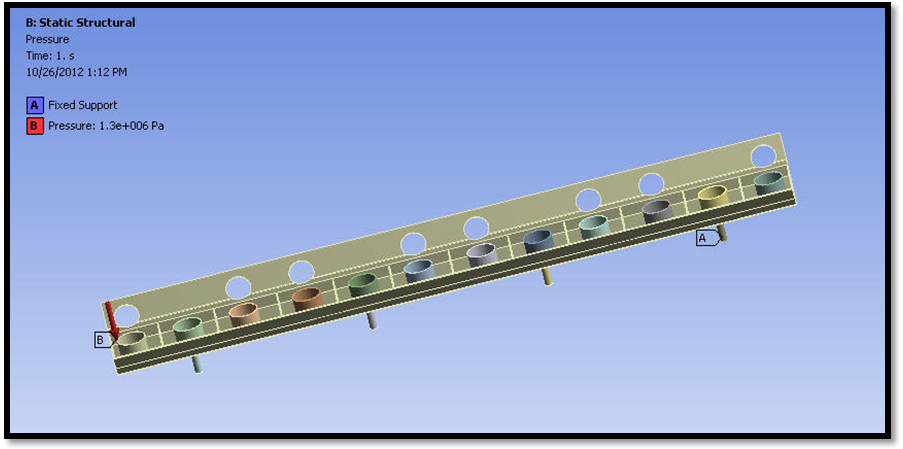 B: Static Structural
Pressure
Time: 1. s
10/26/2012 1:12 PM
A Fixed Support
B Pressure: 1.3e+006 Pa
A
B